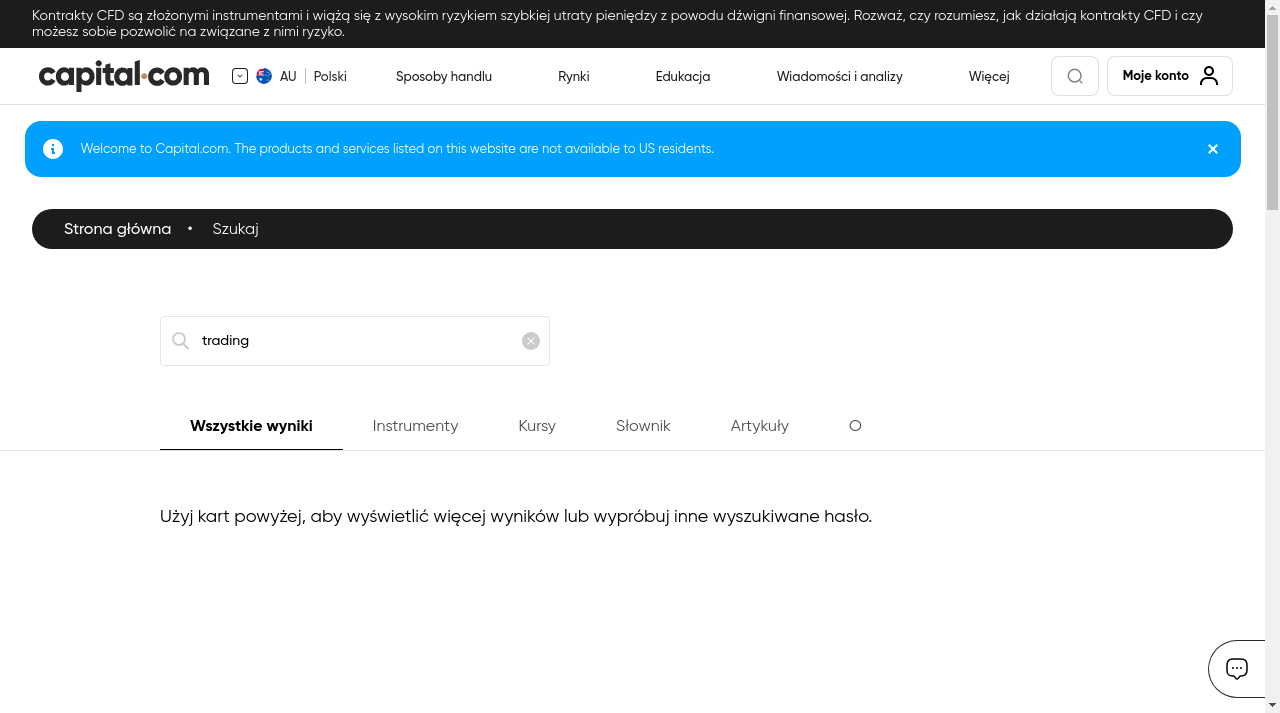 Kontrakty CFD są złożonymi instrumentami i wiążą się z wysokim ryzykiem szybkiej utraty pieniędzy z powodu dźwigni finansowej. Rozważ, czy rozumiesz, jak działają kontrakty CFD i czy
możesz sobie pozwolić na związane z nimi ryzyko.
capital.com AU Polski Sposoby handlu Rynki Edukacja Wiadomości i analizy Więcej Moje konto
Welcome to Capital.com. The products and services listed on this website are not available to US residents.
Strona główna • Szukaj
trading
Wszystkie wyniki Instrumenty Kursy Słownik Artykuły O
Użyj kart powyżej, aby wyświetlić więcej wyników lub wypróbuj inne wyszukiwane hasło.